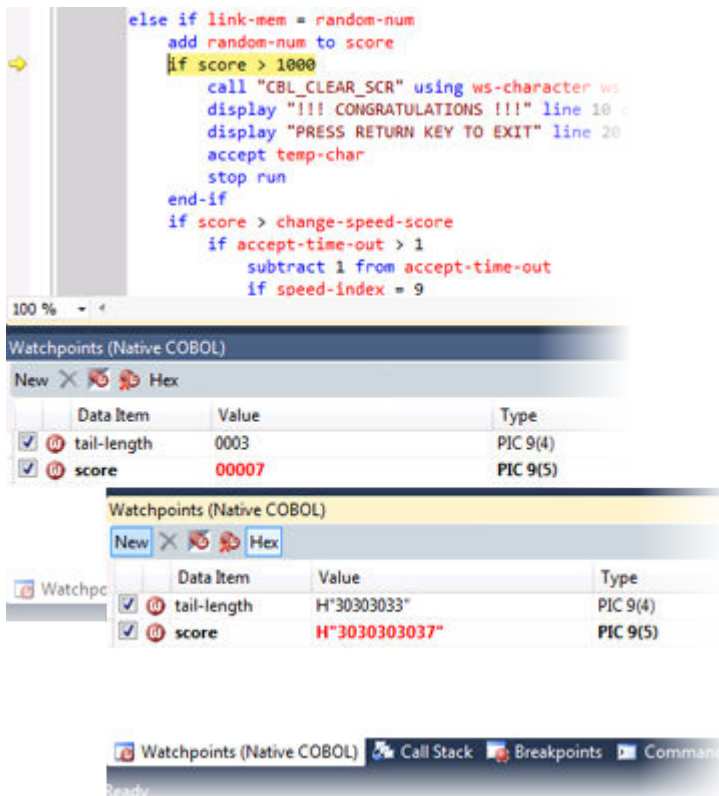 else if link-mem = random-num
add random-num to score
if score > 1000
call "CBL_CLEAR_SCR" using ws-character ws-
display "!!! CONGRATULATIONS !!!" line 10
display "PRESS RETURN KEY TO EXIT" line 20
accept temp-char
stop run
end-if
if score > change-speed-score
if accept-time-out > 1
subtract 1 from accept-time-out
if speed-index = 9
100 %
Watchpoints (Native COBOL)
New Hex
Data Item Value Type
tail-length 0003 PIC 9(4)
score 00007 PIC 9(5)
Watchpoints (Native COBOL)
New Hex
Data Item Value Type
Watchpo
tail-length H"30303033" PIC 9(4)
score H"3030303037" PIC 9(5)
Watchpoints (Native COBOL) Call Stack Breakpoints Comman
Ready